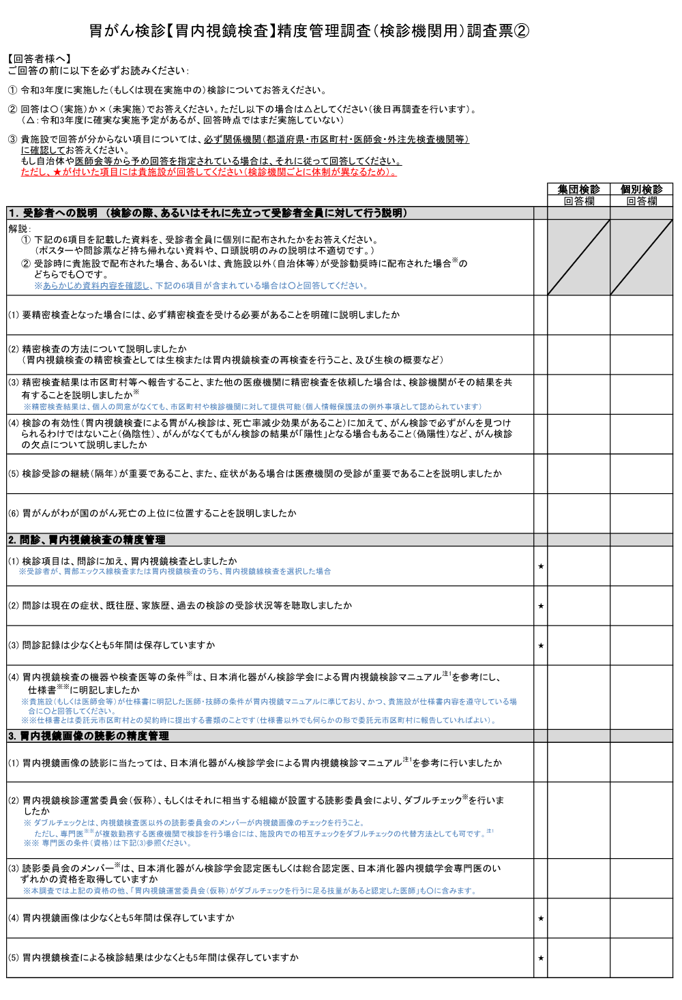 胃がん検診【胃内視鏡検査】精度管理調査（検診機関用）調査票②
【回答者様へ】
ご回答の前に以下を必ずお読みください：
① 令和3年度に実施した（もしくは現在実施中の）検診についてお答えください。
② 回答は〇（実施）か×（未実施）でお答えください。ただし以下の場合は△としてください（後日再調査を行います）。
（△：令和3年度に確実な実施予定があるが、回答時点ではまだ実施していない）
③ 貴施設で回答が分からない項目については、必ず関係機関（都道府県・市区町村・医師会・外注先検査機関等）
に確認してお答えください。
もし自治体や医師会等から予め回答を指定されている場合は、それに従って回答してください。
ただし、★が付いた項目には貴施設が回答してください（検診機関ごとに体制が異なるため）。
集団検診 個別検診
回答欄 回答欄
1．受診者への説明 （検診の際、あるいはそれに先立って受診者全員に対して行う説明）
解説：
① 下記の6項目を記載した資料を、受診者全員に個別に配布されたかをお答えください。
（ポスターや問診票など持ち帰れない資料や、口頭説明のみの説明は不適切です。）
② 受診時に貴施設で配布された場合、あるいは、貴施設以外（自治体等）が受診勧奨時に配布された場合※の
どちらでも〇です。
※あらかじめ資料内容を確認し、下記の6項目が含まれている場合は〇と回答してください。
(1) 要精密検査となった場合には、必ず精密検査を受ける必要があることを明確に説明しましたか
(2) 精密検査の方法について説明しましたか
（胃内視鏡検査の精密検査としては生検または胃内視鏡検査の再検査を行うこと、及び生検の概要など）
(3) 精密検査結果は市区町村等へ報告すること、また他の医療機関に精密検査を依頼した場合は、検診機関がその結果を共
有することを説明しましたか※
※精密検査結果は、個人の同意がなくても、市区町村や検診機関に対して提供可能（個人情報保護法の例外事項として認められています）
(4) 検診の有効性（胃内視鏡検査による胃がん検診は、死亡率減少効果があること）に加えて、がん検診で必ずがんを見つけ
られるわけではないこと（偽陰性）、がんがなくてもがん検診の結果が「陽性」となる場合もあること（偽陽性）など、がん検診
の欠点について説明しましたか
(5) 検診受診の継続（隔年）が重要であること、また、症状がある場合は医療機関の受診が重要であることを説明しましたか
(6) 胃がんがわが国のがん死亡の上位に位置することを説明しましたか
2. 問診、胃内視鏡検査の精度管理
(1) 検診項目は、問診に加え、胃内視鏡検査としましたか ★
※受診者が、胃部エックス線検査または胃内視鏡検査のうち、胃内視鏡線検査を選択した場合
(2) 問診は現在の症状、既往歴、家族歴、過去の検診の受診状況等を聴取しましたか ★
(3) 問診記録は少なくとも5年間は保存していますか ★
(4) 胃内視鏡検査の機器や検査医等の条件※は、日本消化器がん検診学会による胃内視鏡検診マニュアル注1を参考にし、
仕様書※※に明記しましたか
※貴施設（もしくは医師会等）が仕様書に明記した医師・技師の条件が胃内視鏡マニュアルに準じており、かつ、貴施設が仕様書内容を遵守している場
合に〇と回答してください。
※※仕様書とは委託元市区町村との契約時に提出する書類のことです（仕様書以外でも何らかの形で委託元市区町村に報告していればよい）。
3. 胃内視鏡画像の読影の精度管理
(1) 胃内視鏡画像の読影に当たっては、日本消化器がん検診学会による胃内視鏡検診マニュアル注1を参考に行いましたか
(2) 胃内視鏡検診運営委員会（仮称）、もしくはそれに相当する組織が設置する読影委員会により、ダブルチェック※を行いま
したか
※ ダブルチェックとは、内視鏡検査医以外の読影委員会のメンバーが内視鏡画像のチェックを行うこと。
ただし、専門医※※が複数勤務する医療機関で検診を行う場合には、施設内での相互チェックをダブルチェックの代替方法としても可です。注1
※※ 専門医の条件（資格）は下記(3)参照ください。
(3) 読影委員会のメンバー※は、日本消化器がん検診学会認定医もしくは総合認定医、日本消化器内視鏡学会専門医のい
ずれかの資格を取得していますか
※本調査では上記の資格の他、「胃内視鏡運営委員会（仮称）がダブルチェックを行うに足る技量があると認定した医師」も〇に含みます。
(4) 胃内視鏡画像は少なくとも5年間は保存していますか ★
(5) 胃内視鏡検査による検診結果は少なくとも5年間は保存していますか ★